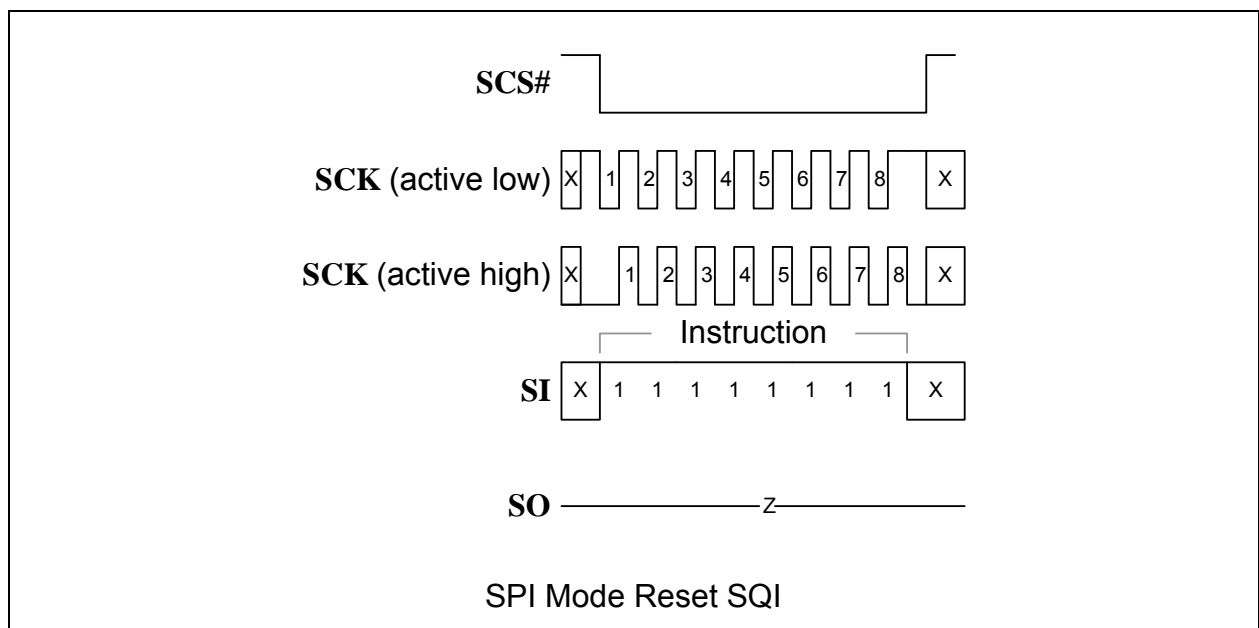 SCS#
SCK (active low) X 1 2 3 4 5 6 7 8 X
SCK (active high) X 1 2 3 4 5 6 7 8 X
Instruction
SI X 1 1 1 1 1 1 1 1 X
SO Z
SPI Mode Reset SQI